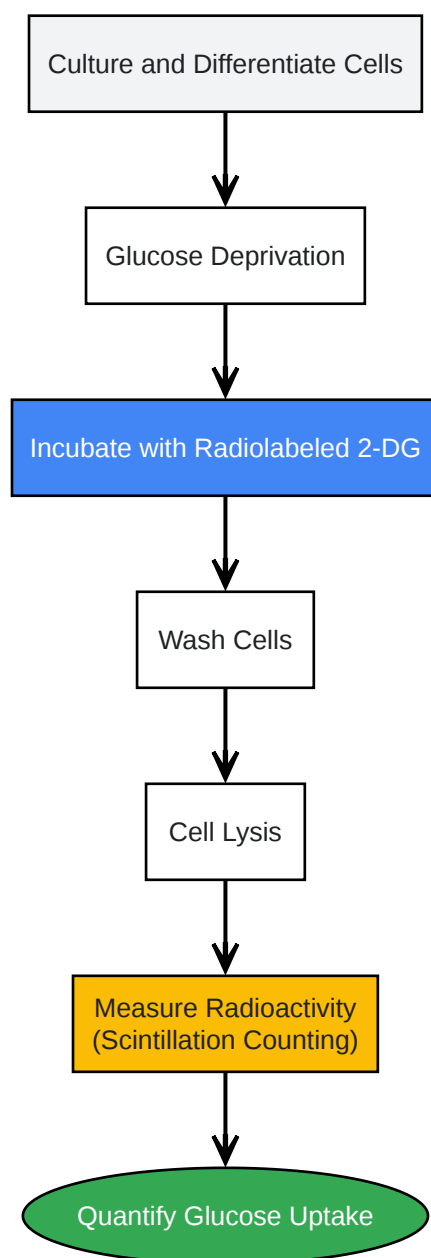 Culture and Differentiate Cells
Glucose Deprivation
Incubate with Radiolabeled 2-DG
Wash Cells
Cell Lysis
Measure Radioactivity
(Scintillation Counting)
Quantify Glucose Uptake